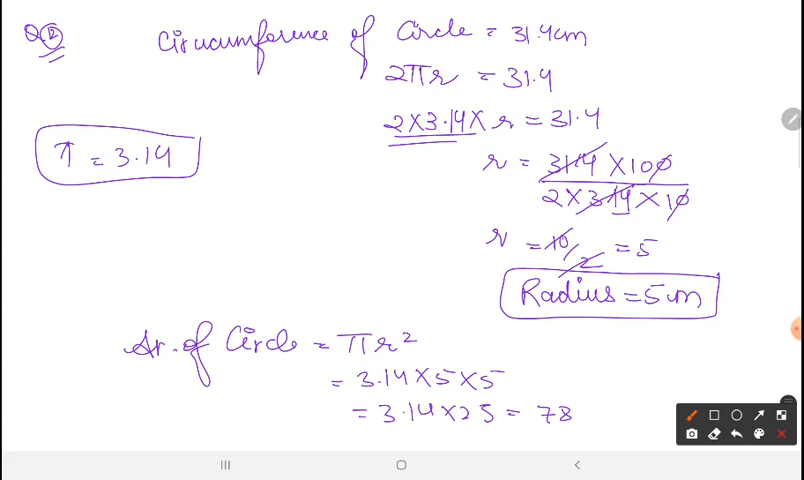 Q②
Circumference of Circle = 31.4cm
2πr = 31.4
2×3.14× r = 31.4
π = 3.14
r = 314 × 100
2 × 314 × 10
r = 10/2 = 5
Radius = 5cm
Ar. of Circle = πr²
= 3.14×5×5
= 3.14×25 = 78